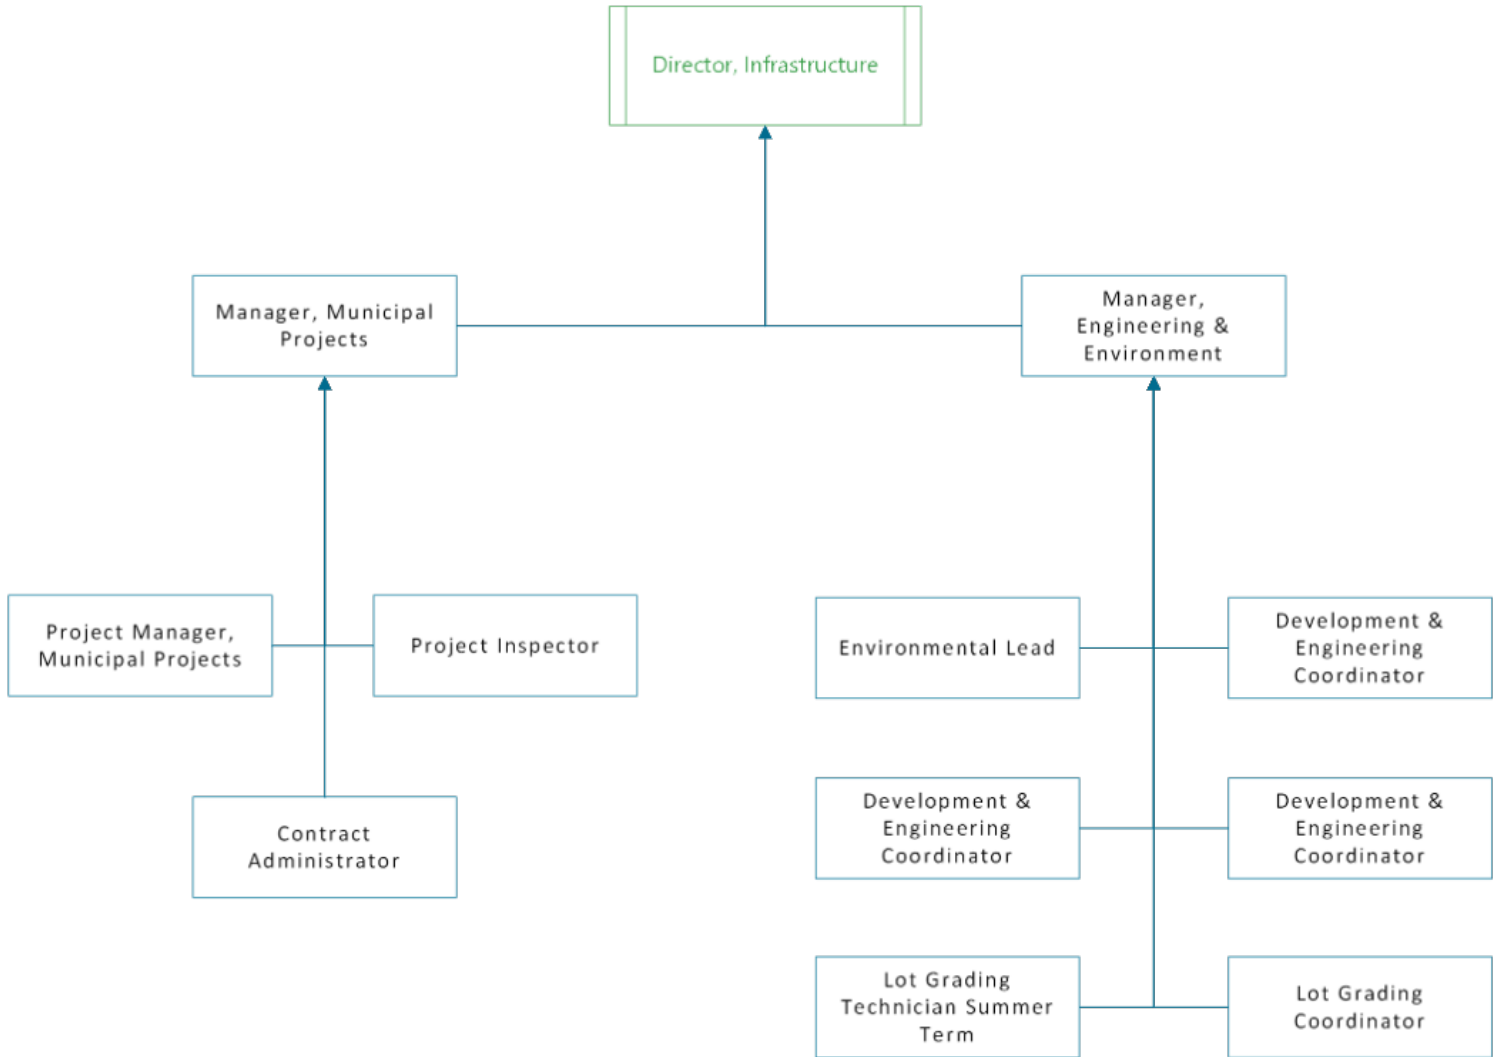 Director, Infrastructure
Manager, Municipal
Projects
Manager,
Engineering &
Environment
Project Manager,
Municipal Projects
Project Inspector
Environmental Lead
Development &
Engineering
Coordinator
Contract
Administrator
Development &
Engineering
Coordinator
Development &
Engineering
Coordinator
Lot Grading
Technician Summer
Term
Lot Grading
Coordinator